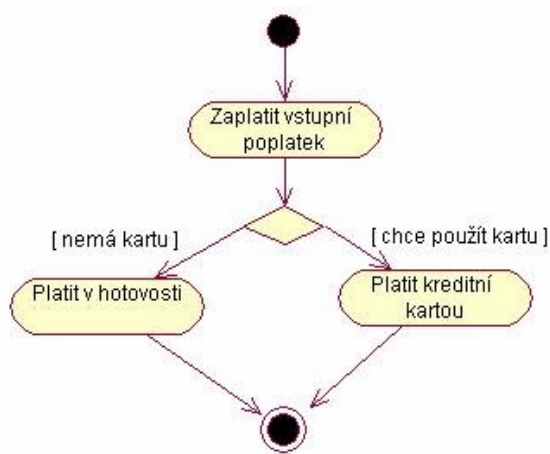 Zaplatit vstupní
poplatek
[ nemá kartu ]
[ chce použít kartu ]
Platit v hotovosti
Platit kreditní
kartou